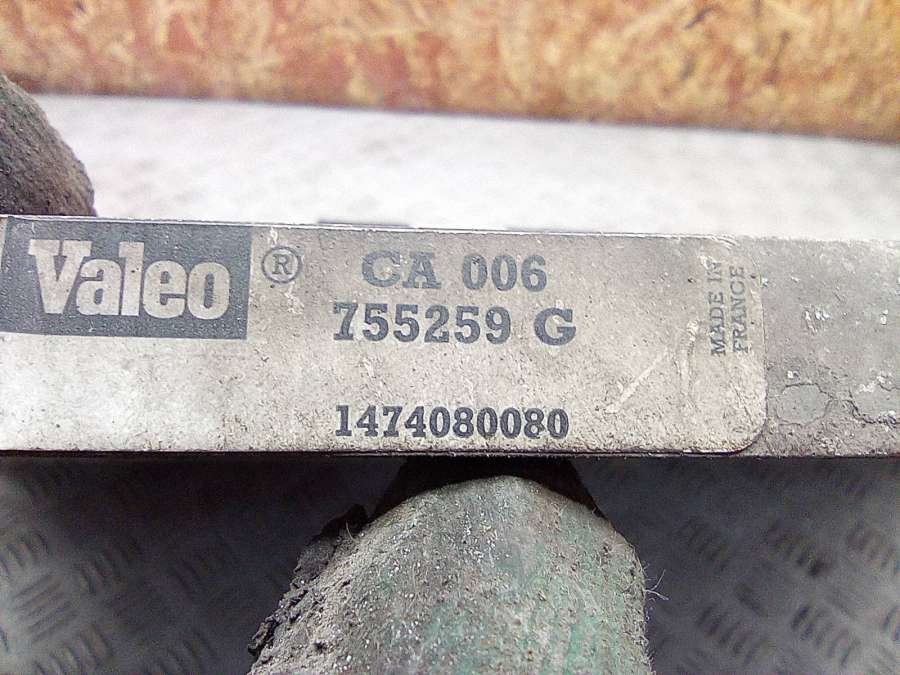 Valeo ®
CA 006
755259 G
1474080080
MADE IN
FRANCE